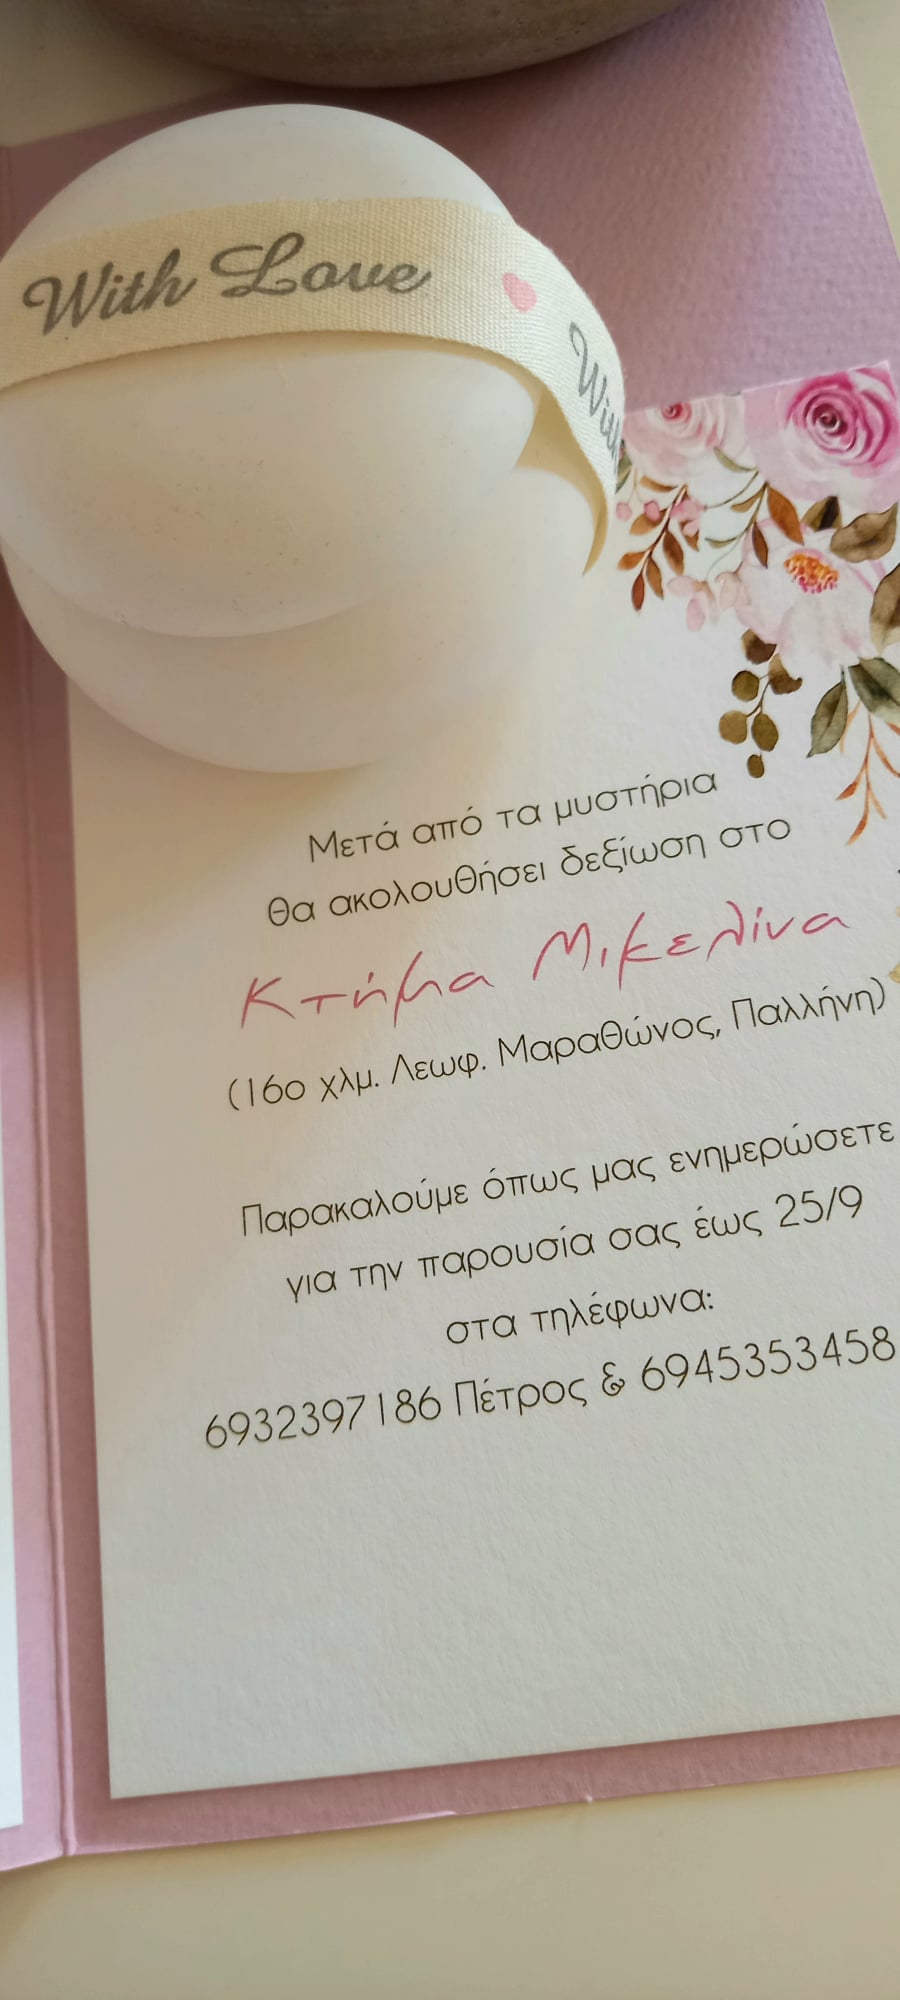 With Love
With
Μετά από τα μυστήρια
θα ακολουθήσει δεξίωση στο
Κτήμα Μικελίνα
(16ο χλμ. Λεωφ. Μαραθώνος, Παλλήνη)
Παρακαλούμε όπως μας ενημερώσετε
για την παρουσία σας έως 25/9
στα τηλέφωνα:
6932397186 Πέτρος & 6945353458